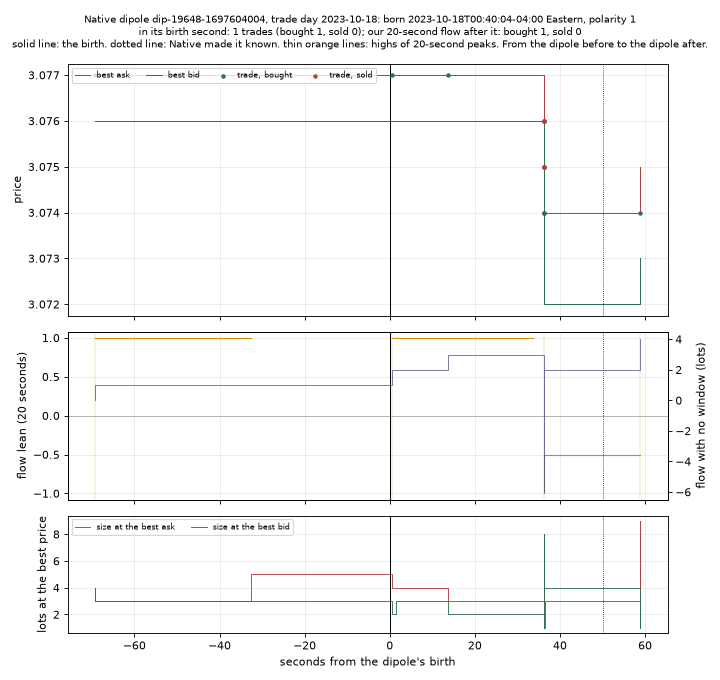 Native dipole dip-19648-1697604004, trade day 2023-10-18: born 2023-10-18T00:40:04-04:00 Eastern, polarity 1
in its birth second: 1 trades (bought 1, sold 0); our 20-second flow after it: bought 1, sold 0
solid line: the birth. dotted line: Native made it known. thin orange lines: highs of 20-second peaks. From the dipole before to the dipole after.
best ask
best bid
trade, bought
trade, sold
3.077
3.076
3.075
3.074
3.073
3.072
price
1.0
0.5
0.0
−0.5
−1.0
flow lean (20 seconds)
4
2
0
−2
−4
−6
flow with no window (lots)
size at the best ask
size at the best bid
8
6
4
2
lots at the best price
−60
−40
−20
0
20
40
60
seconds from the dipole's birth